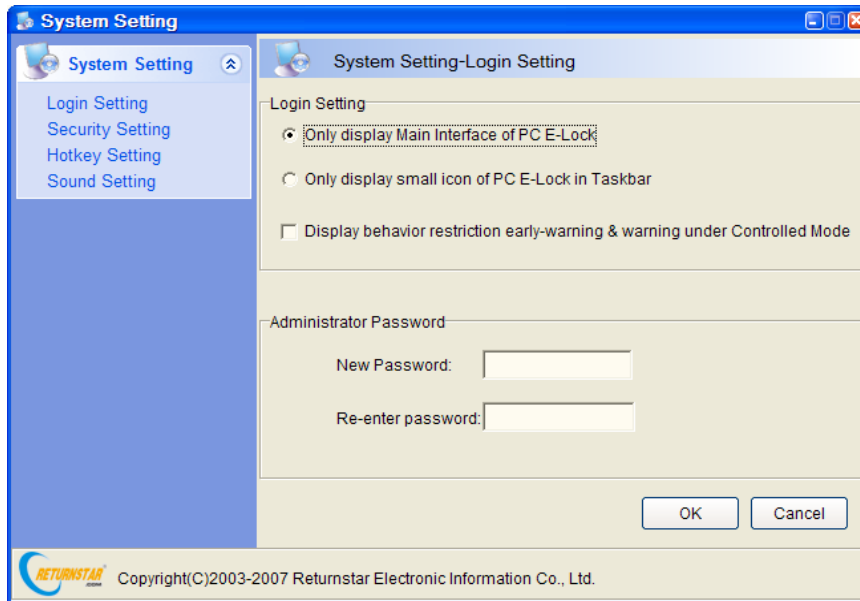 System Setting
System Setting
Login Setting
Security Setting
Hotkey Setting
Sound Setting
System Setting-Login Setting
Login Setting
Only display Main Interface of PC E-Lock
Only display small icon of PC E-Lock in Taskbar
Display behavior restriction early-warning & warning under Controlled Mode
Administrator Password
New Password:
Re-enter password:
OK
Cancel
RETURNSTAR
.COM
Copyright(C)2003-2007 Returnstar Electronic Information Co., Ltd.